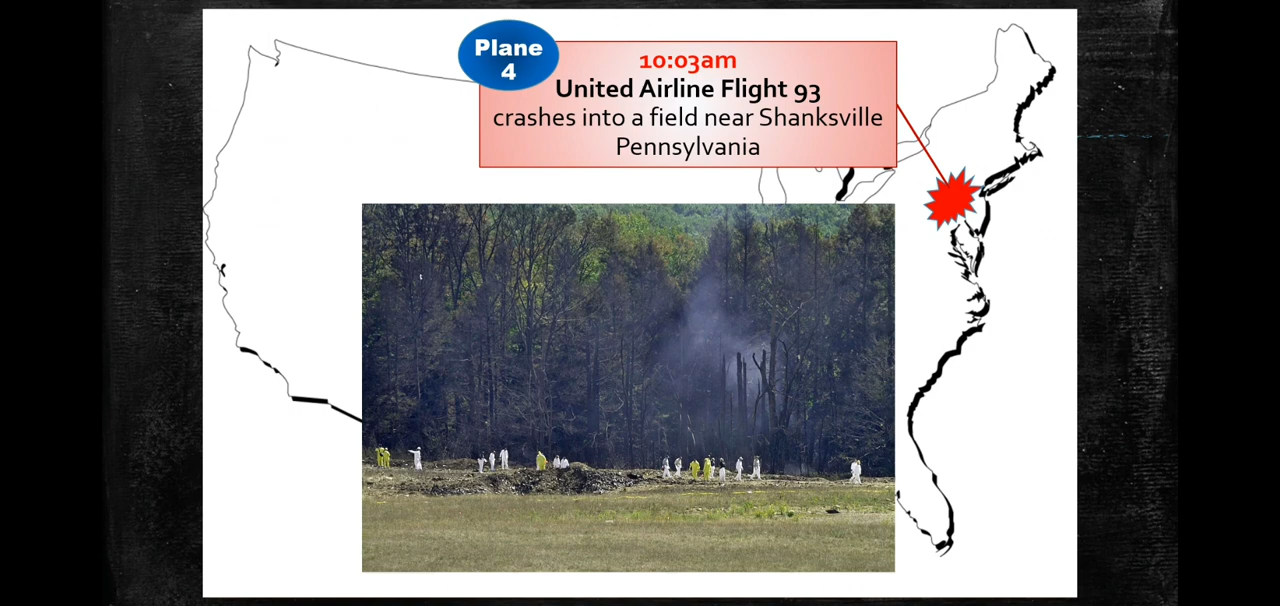 Plane
4
10:03am
United Airline Flight 93
crashes into a field near Shanksville
Pennsylvania